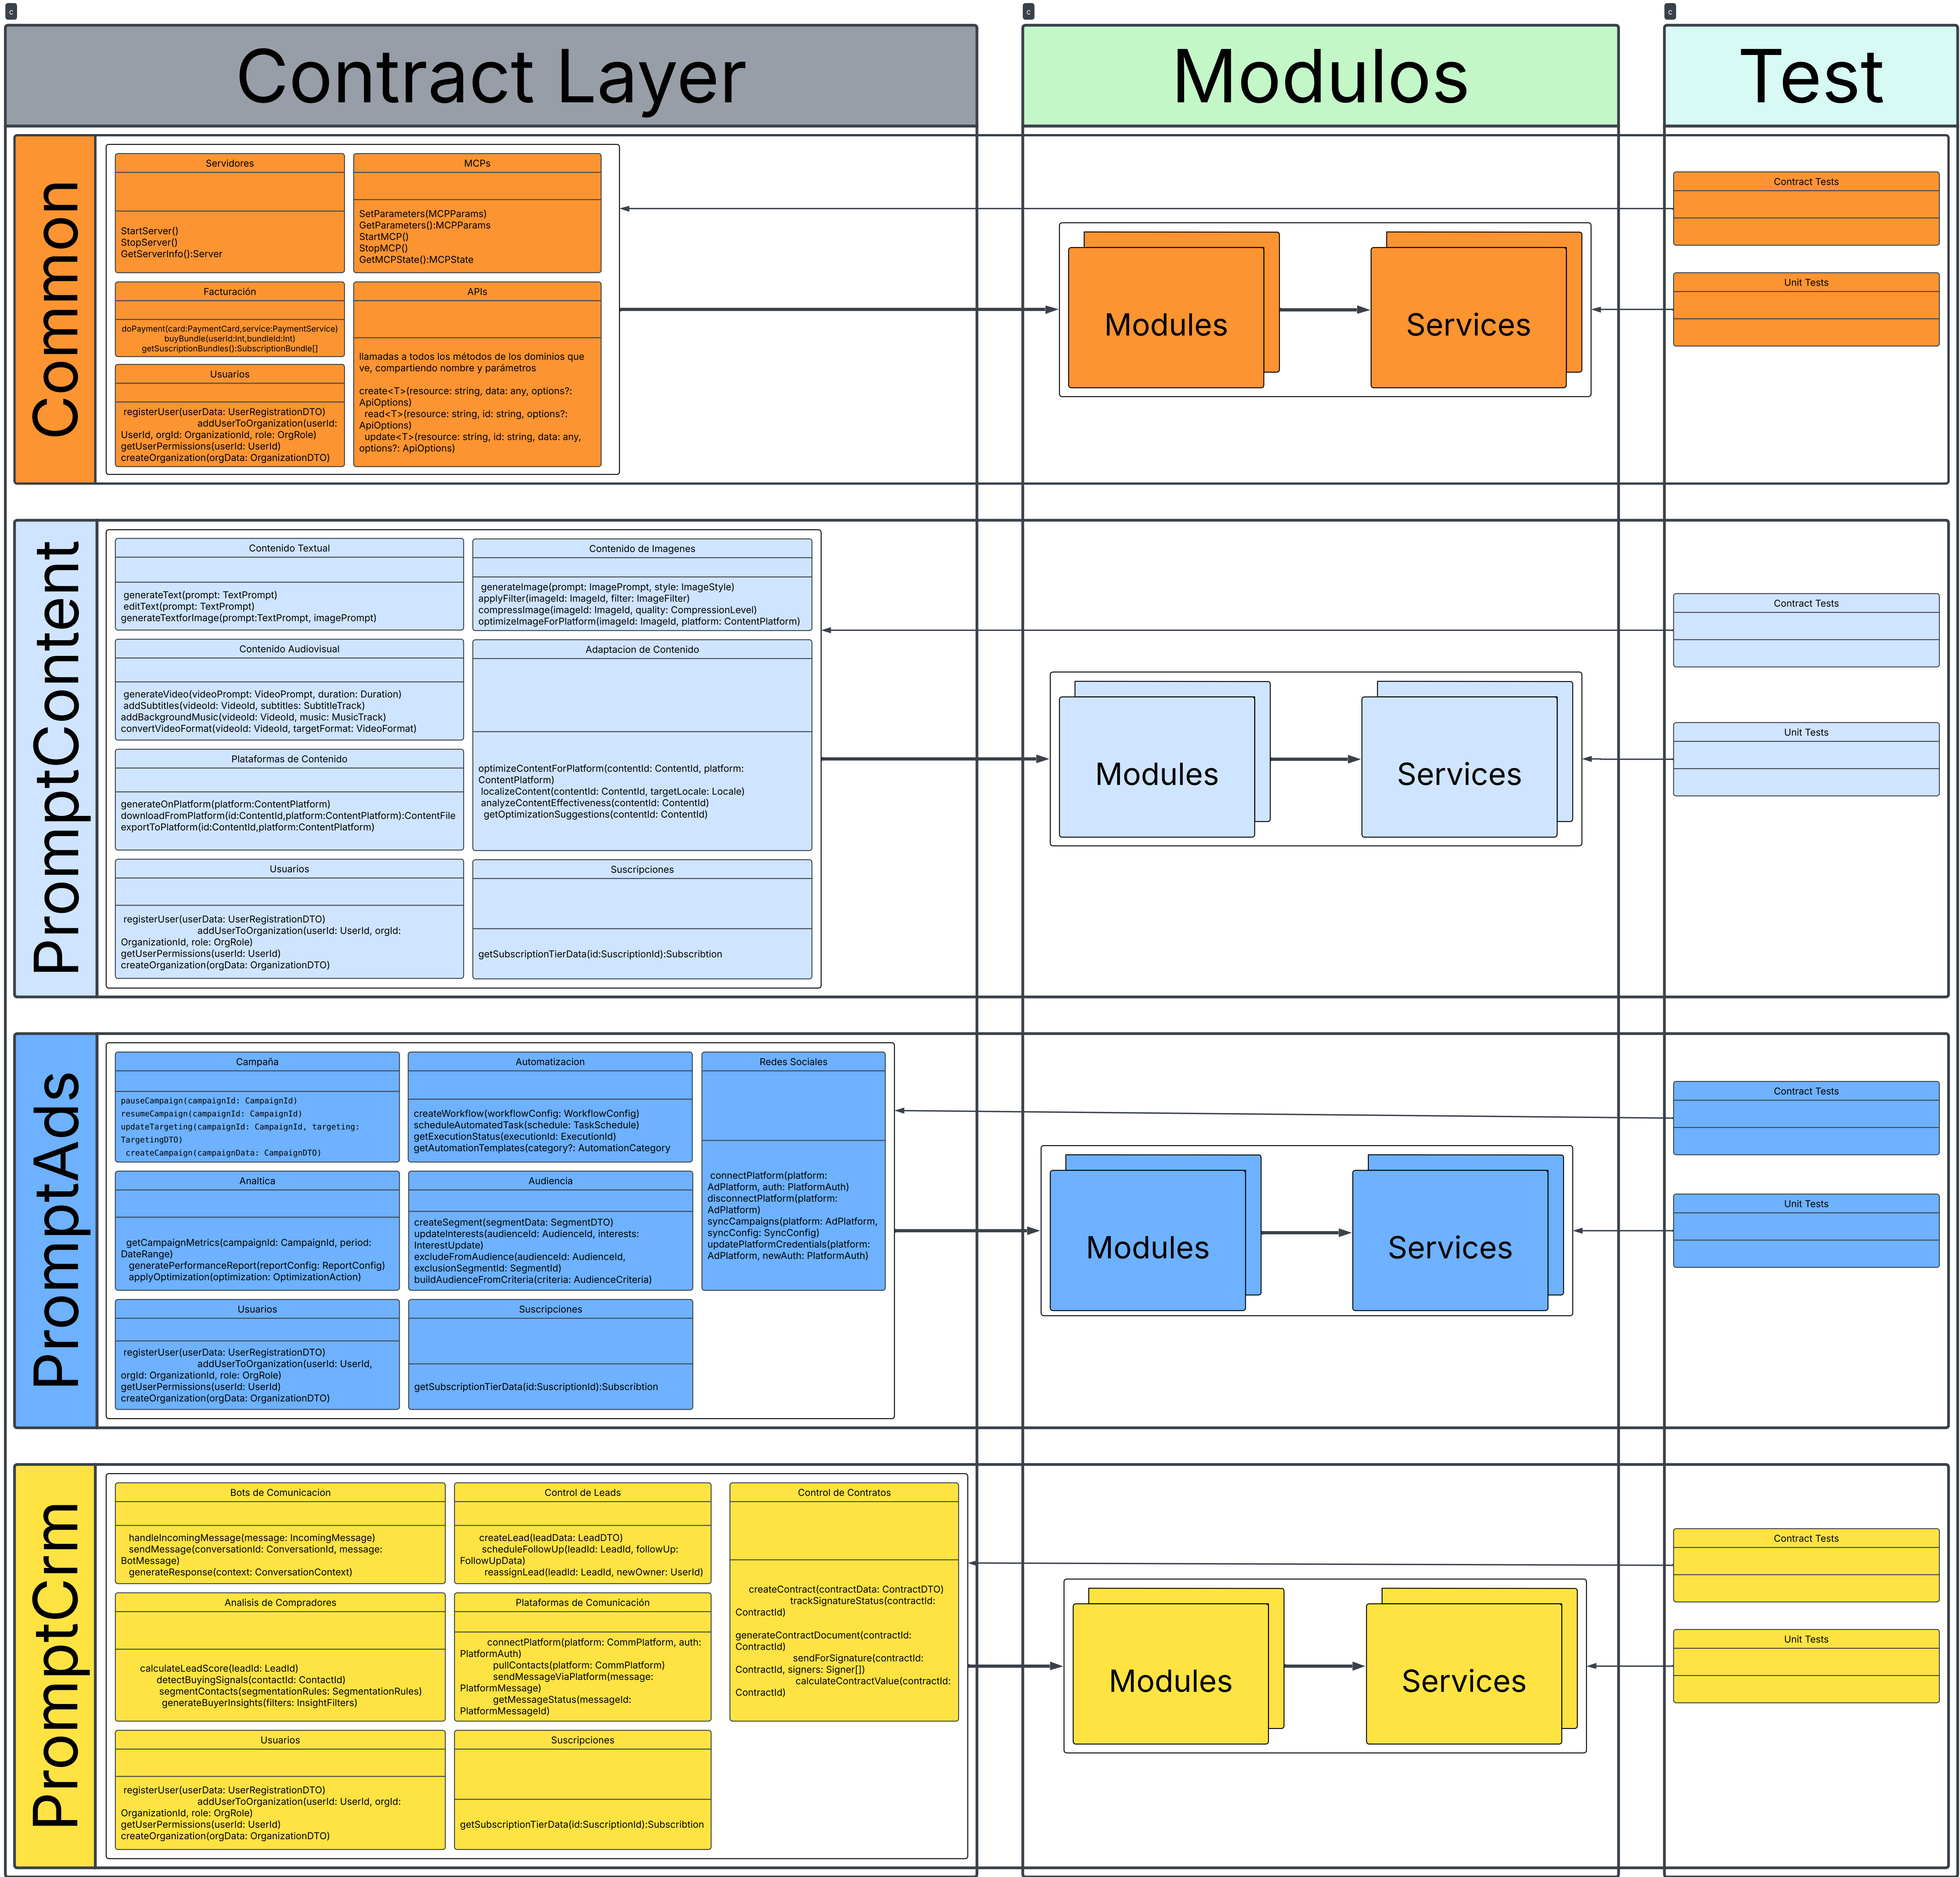 c
c
c
Contract Layer
Modulos
Test
Common
Servidores
StartServer()
StopServer()
GetServerInfo():Server
MCPs
SetParameters(MCPParams)
GetParameters():MCPParams
StartMCP()
StopMCP()
GetMCPState():MCPState
Facturación
doPayment(card:PaymentCard,service:PaymentService)
buyBundle(userId:Int,bundleId:Int)
getSuscriptionBundles():SubscriptionBundle[]
APIs
llamadas a todos los métodos de los dominios que
ve, compartiendo nombre y parámetros
create<T>(resource: string, data: any, options?:
ApiOptions)
read<T>(resource: string, id: string, options?:
ApiOptions)
update<T>(resource: string, id: string, data: any,
options?: ApiOptions)
Usuarios
registerUser(userData: UserRegistrationDTO)
addUserToOrganization(userId:
UserId, orgId: OrganizationId, role: OrgRole)
getUserPermissions(userId: UserId)
createOrganization(orgData: OrganizationDTO)
Modules
Services
Contract Tests
Unit Tests
PromptContent
Contenido Textual
generateText(prompt: TextPrompt)
editText(prompt: TextPrompt)
generateTextforImage(prompt:TextPrompt, imagePrompt)
Contenido de Imagenes
generateImage(prompt: ImagePrompt, style: ImageStyle)
applyFilter(imageId: ImageId, filter: ImageFilter)
compressImage(imageId: ImageId, quality: CompressionLevel)
optimizeImageForPlatform(imageId: ImageId, platform: ContentPlatform)
Contenido Audiovisual
generateVideo(videoPrompt: VideoPrompt, duration: Duration)
addSubtitles(videoId: VideoId, subtitles: SubtitleTrack)
addBackgroundMusic(videoId: VideoId, music: MusicTrack)
convertVideoFormat(videoId: VideoId, targetFormat: VideoFormat)
Adaptacion de Contenido
optimizeContentForPlatform(contentId: ContentId, platform:
ContentPlatform)
localizeContent(contentId: ContentId, targetLocale: Locale)
analyzeContentEffectiveness(contentId: ContentId)
getOptimizationSuggestions(contentId: ContentId)
Plataformas de Contenido
generateOnPlatform(platform:ContentPlatform)
downloadFromPlatform(id:ContentId,platform:ContentPlatform):ContentFile
exportToPlatform(id:ContentId,platform:ContentPlatform)
Usuarios
registerUser(userData: UserRegistrationDTO)
addUserToOrganization(userId: UserId, orgId:
OrganizationId, role: OrgRole)
getUserPermissions(userId: UserId)
createOrganization(orgData: OrganizationDTO)
Suscripciones
getSubscriptionTierData(id:SuscriptionId):Subscribtion
Modules
Services
Contract Tests
Unit Tests
PromptAds
Campaña
pauseCampaign(campaignId: CampaignId)
resumeCampaign(campaignId: CampaignId)
updateTargeting(campaignId: CampaignId, targeting:
TargetingDTO)
createCampaign(campaignData: CampaignDTO)
Automatizacion
createWorkflow(workflowConfig: WorkflowConfig)
scheduleAutomatedTask(schedule: TaskSchedule)
getExecutionStatus(executionId: ExecutionId)
getAutomationTemplates(category?: AutomationCategory
Redes Sociales
connectPlatform(platform:
AdPlatform, auth: PlatformAuth)
disconnectPlatform(platform:
AdPlatform)
syncCampaigns(platform: AdPlatform,
syncConfig: SyncConfig)
updatePlatformCredentials(platform:
AdPlatform, newAuth: PlatformAuth)
Analtica
getCampaignMetrics(campaignId: CampaignId, period:
DateRange)
generatePerformanceReport(reportConfig: ReportConfig)
applyOptimization(optimization: OptimizationAction)
Audiencia
createSegment(segmentData: SegmentDTO)
updateInterests(audienceId: AudienceId, interests:
InterestUpdate)
excludeFromAudience(audienceId: AudienceId,
exclusionSegmentId: SegmentId)
buildAudienceFromCriteria(criteria: AudienceCriteria)
Usuarios
registerUser(userData: UserRegistrationDTO)
addUserToOrganization(userId: UserId,
orgId: OrganizationId, role: OrgRole)
getUserPermissions(userId: UserId)
createOrganization(orgData: OrganizationDTO)
Suscripciones
getSubscriptionTierData(id:SuscriptionId):Subscribtion
Modules
Services
Contract Tests
Unit Tests
PromptCrm
Bots de Comunicacion
handleIncomingMessage(message: IncomingMessage)
sendMessage(conversationId: ConversationId, message:
BotMessage)
generateResponse(context: ConversationContext)
Control de Leads
createLead(leadData: LeadDTO)
scheduleFollowUp(leadId: LeadId, followUp:
FollowUpData)
reassignLead(leadId: LeadId, newOwner: UserId)
Control de Contratos
createContract(contractData: ContractDTO)
trackSignatureStatus(contractId:
ContractId)
generateContractDocument(contractId:
ContractId)
sendForSignature(contractId:
ContractId, signers: Signer[])
calculateContractValue(contractId:
ContractId)
Analisis de Compradores
calculateLeadScore(leadId: LeadId)
detectBuyingSignals(contactId: ContactId)
segmentContacts(segmentationRules: SegmentationRules)
generateBuyerInsights(filters: InsightFilters)
Plataformas de Comunicación
connectPlatform(platform: CommPlatform, auth:
PlatformAuth)
pullContacts(platform: CommPlatform)
sendMessageViaPlatform(message:
PlatformMessage)
getMessageStatus(messageId:
PlatformMessageId)
Usuarios
registerUser(userData: UserRegistrationDTO)
addUserToOrganization(userId: UserId, orgId:
OrganizationId, role: OrgRole)
getUserPermissions(userId: UserId)
createOrganization(orgData: OrganizationDTO)
Suscripciones
getSubscriptionTierData(id:SuscriptionId):Subscribtion
Modules
Services
Contract Tests
Unit Tests